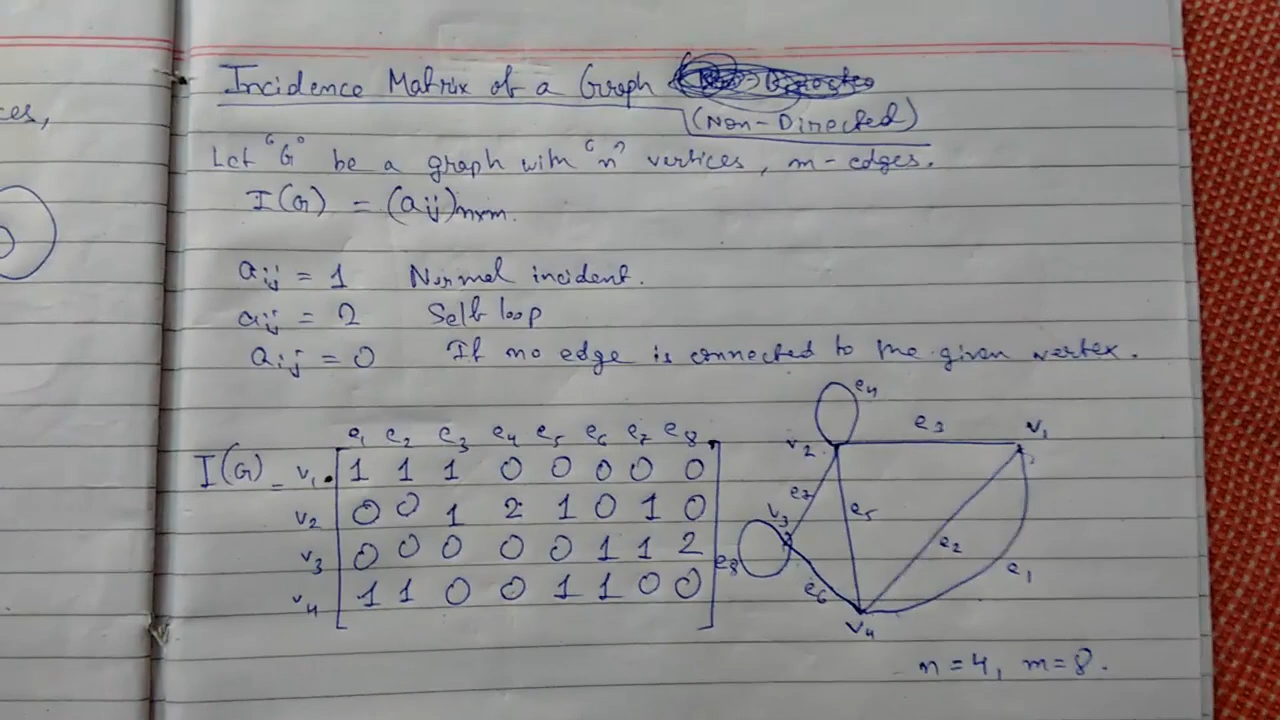 ces,
Incidence Matrix of a Graph
(Non-Directed)
Let "G" be a graph with "n" vertices, m-edges.
I(G) = (aij)nxm.
aij = 1 Normal incident.
aij = 2 Self loop
aij = 0 If no edge is connected to the given vertex.
e1 e2 e3 e4 e5 e6 e7 e8
I(G) = v1 1 1 1 0 0 0 0 0
v2 0 0 1 2 1 0 1 0
v3 0 0 0 0 0 1 1 2
v4 1 1 0 0 1 1 0 0
e4
v2 e3 v1
e7 e5
v3
e8 e2
e6 e1
v4
n=4, m=8.